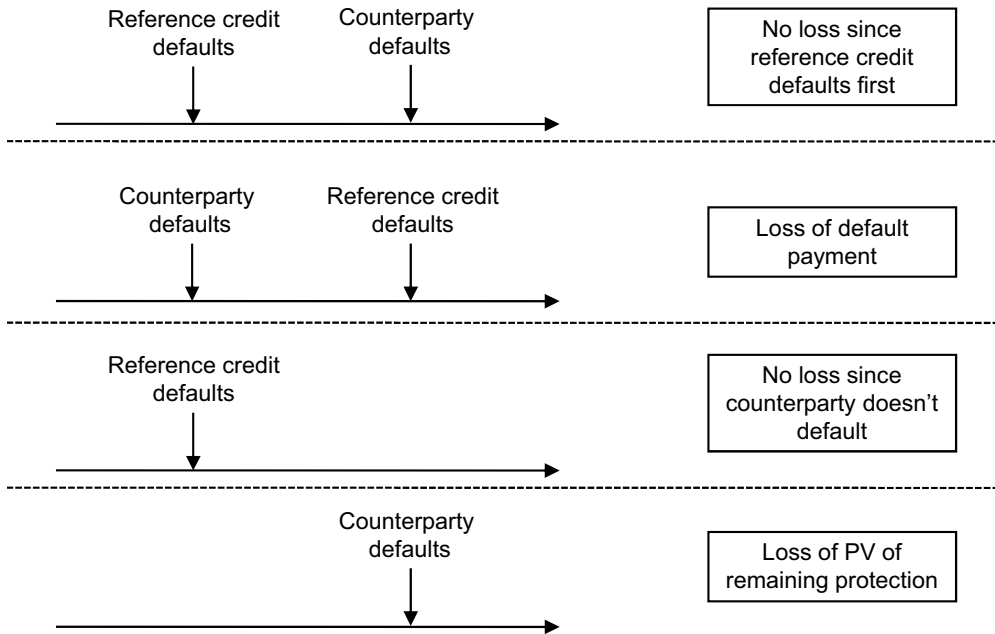 Reference credit
defaults
Counterparty
defaults
No loss since
reference credit
defaults first
Counterparty
defaults
Reference credit
defaults
Loss of default
payment
Reference credit
defaults
No loss since
counterparty doesn’t
default
Counterparty
defaults
Loss of PV of
remaining protection